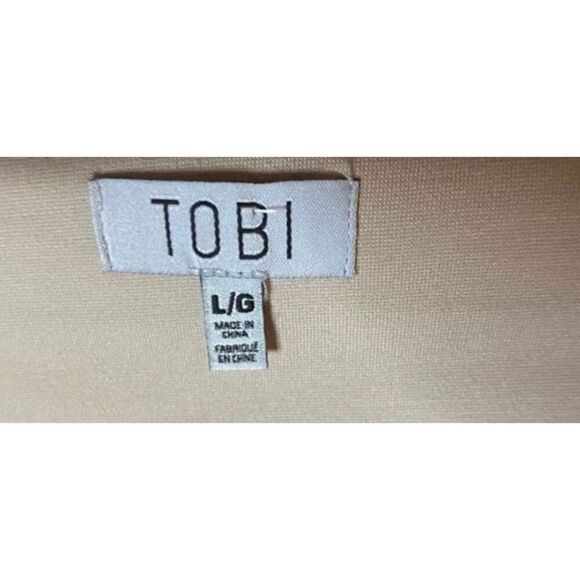 TOBI
L/G
MADE IN
CHINA
FABRIQUÉ
EN CHINE